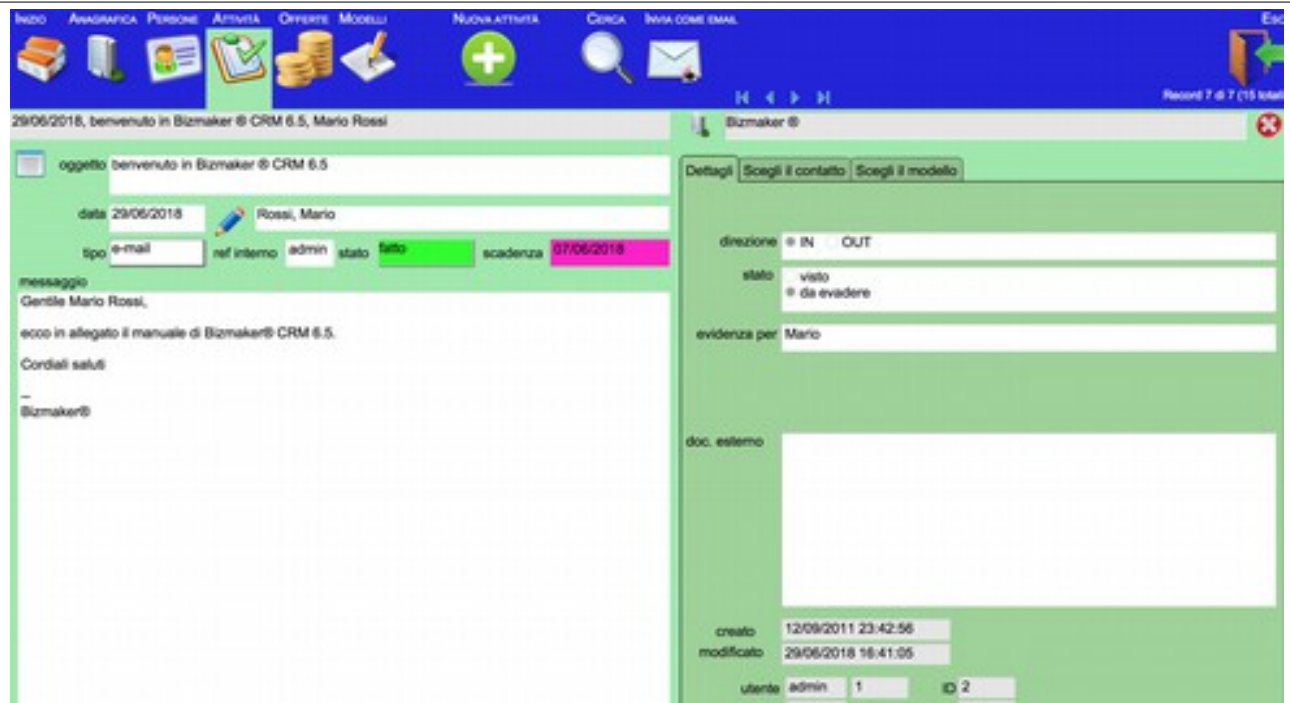 Inizio Anagrafica Persone Attività Offerte Modelli Nuova attività Cerca Invia come email Esc
Record 7 di 7 (15 totali
29/06/2018, benvenuto in Bizmaker ® CRM 6.5, Mario Rossi
Bizmaker ®
oggetto benvenuto in Bizmaker ® CRM 6.5
data 29/06/2018 Rossi, Mario
tipo e-mail ref interno admin stato fatto scadenza 07/06/2018
messaggio
Gentile Mario Rossi,
ecco in allegato il manuale di Bizmaker® CRM 6.5.
Cordiali saluti
_
Bizmaker®
Dettagli Scegli il contatto Scegli il modello
direzione IN OUT
stato visto
da evadere
evidenza per Mario
doc. esterno
creato 12/09/2011 23:42:56
modificato 29/06/2018 16:41:05
utente admin 1 ID 2